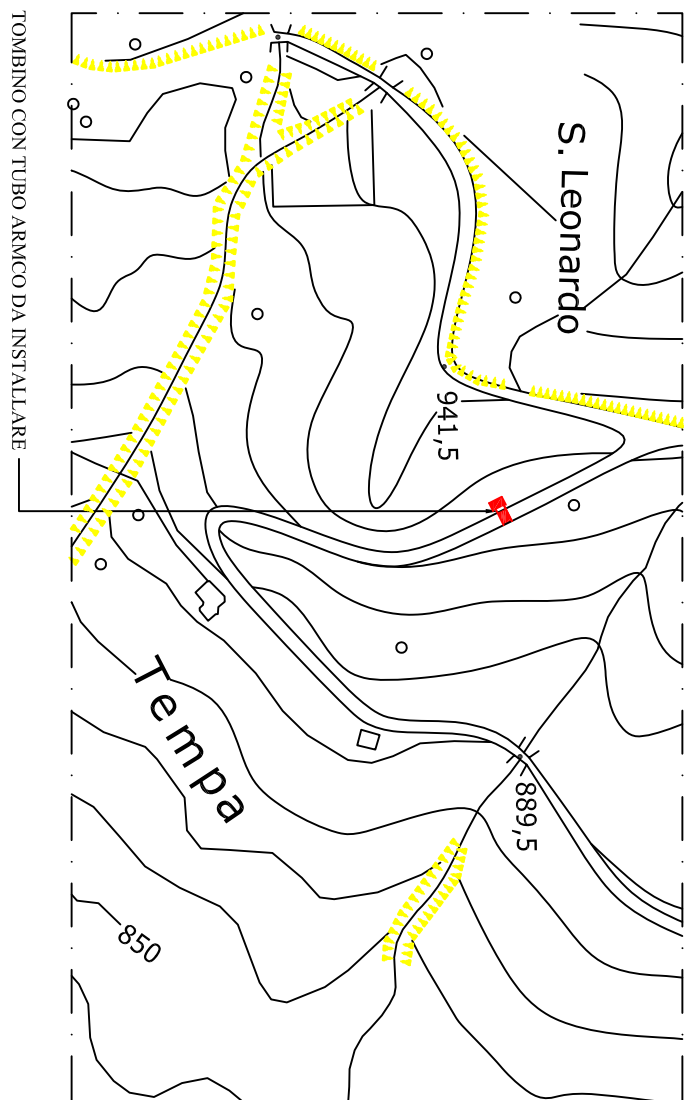 TOMBINO CON TUBO ARMCO DA INSTALLARE
S. Leonardo
941,5
Tempa
889,5
850